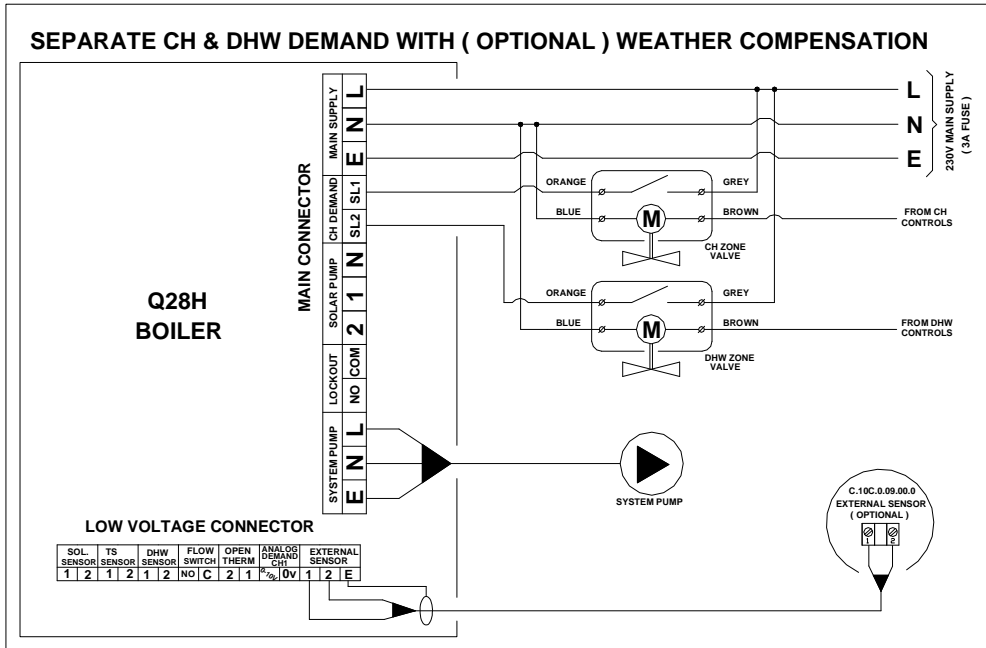 SEPARATE CH & DHW DEMAND WITH ( OPTIONAL ) WEATHER COMPENSATION
Q28H
BOILER
MAIN CONNECTOR
MAIN SUPPLY
L
N
E
CH DEMAND
SL1
SL2
SOLAR PUMP
N
1
2
LOCKOUT
COM
NO
SYSTEM PUMP
L
N
E
L
N
E
230V MAIN SUPPLY
( 3A FUSE )
ORANGE
GREY
BLUE
M
BROWN
FROM CH
CONTROLS
CH ZONE
VALVE
ORANGE
GREY
BLUE
M
BROWN
FROM DHW
CONTROLS
DHW ZONE
VALVE
SYSTEM PUMP
C.10C.0.09.00.0
EXTERNAL SENSOR
( OPTIONAL )
1 2
LOW VOLTAGE CONNECTOR
SOL.
SENSOR
1 2
TS
SENSOR
1 2
DHW
SENSOR
1 2
FLOW
SWITCH
NO C
OPEN
THERM
2 1
ANALOG
DEMAND
CH1
0-10V 0v
EXTERNAL
SENSOR
1 2 E